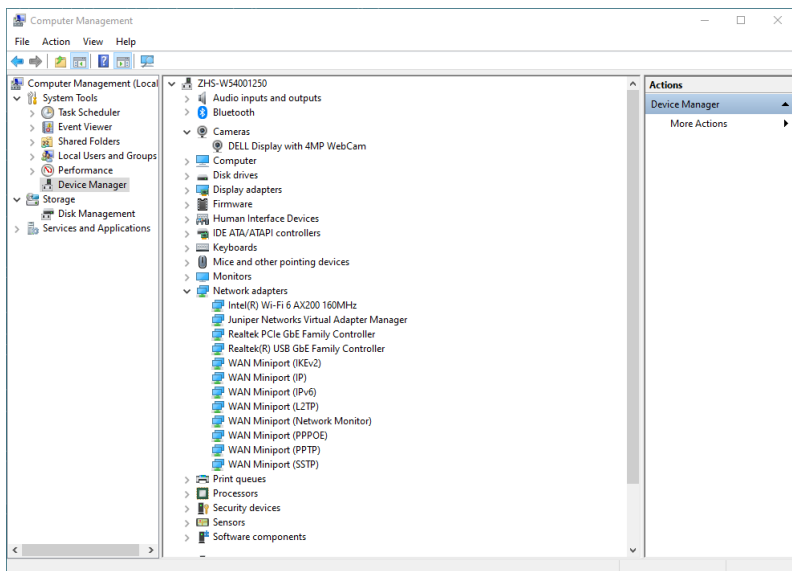 Computer Management
File Action View Help
Computer Management (Local
System Tools
Task Scheduler
Event Viewer
Shared Folders
Local Users and Groups
Performance
Device Manager
Storage
Disk Management
Services and Applications
ZHS-W54001250
Audio inputs and outputs
Bluetooth
Cameras
DELL Display with 4MP WebCam
Computer
Disk drives
Display adapters
Firmware
Human Interface Devices
IDE ATA/ATAPI controllers
Keyboards
Mice and other pointing devices
Monitors
Network adapters
Intel(R) Wi-Fi 6 AX200 160MHz
Juniper Networks Virtual Adapter Manager
Realtek PCIe GbE Family Controller
Realtek(R) USB GbE Family Controller
WAN Miniport (IKEv2)
WAN Miniport (IP)
WAN Miniport (IPv6)
WAN Miniport (L2TP)
WAN Miniport (Network Monitor)
WAN Miniport (PPPOE)
WAN Miniport (PPTP)
WAN Miniport (SSTP)
Print queues
Processors
Security devices
Sensors
Software components
Actions
Device Manager
More Actions